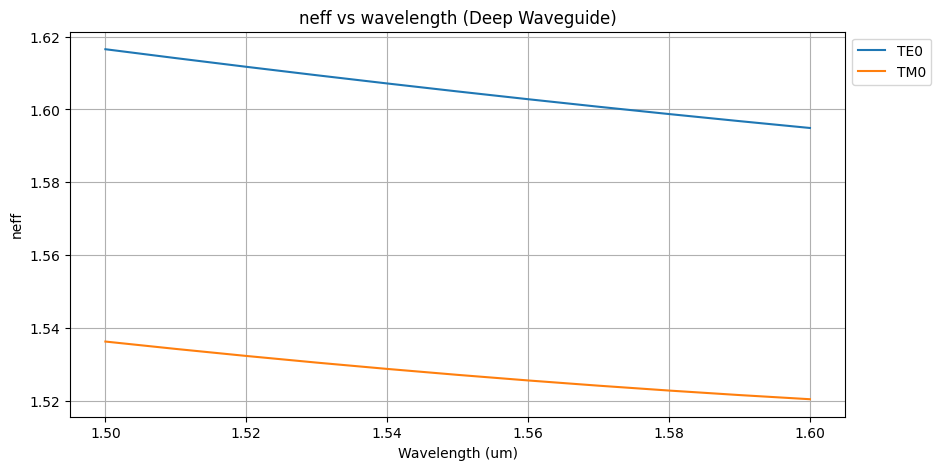 neff vs wavelength (Deep Waveguide)
1.62
1.60
1.58
1.56
1.54
1.52
neff
1.50 1.52 1.54 1.56 1.58 1.60
Wavelength (um)
TE0
TM0